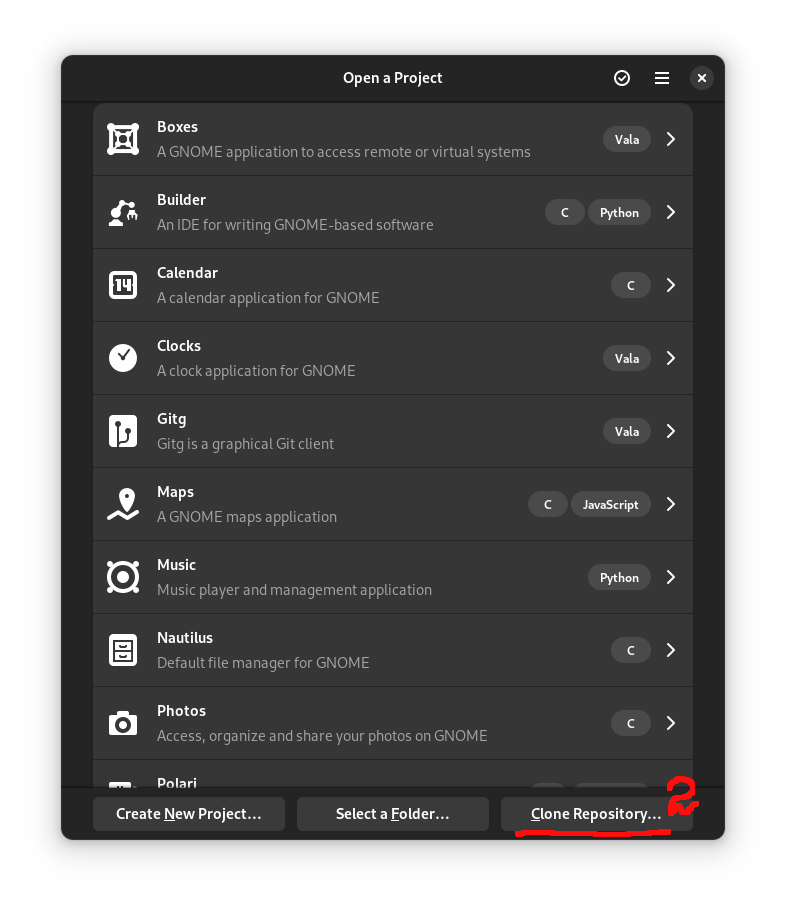 Open a Project
Boxes
A GNOME application to access remote or virtual systems
Vala
Builder
An IDE for writing GNOME-based software
C Python
Calendar
A calendar application for GNOME
C
14
Clocks
A clock application for GNOME
Vala
Gitg
Gitg is a graphical Git client
Vala
Maps
A GNOME maps application
C JavaScript
Music
Music player and management application
Python
Nautilus
Default file manager for GNOME
C
Photos
Access, organize and share your photos on GNOME
C
Polari
Create New Project... Select a Folder... Clone Repository... 2